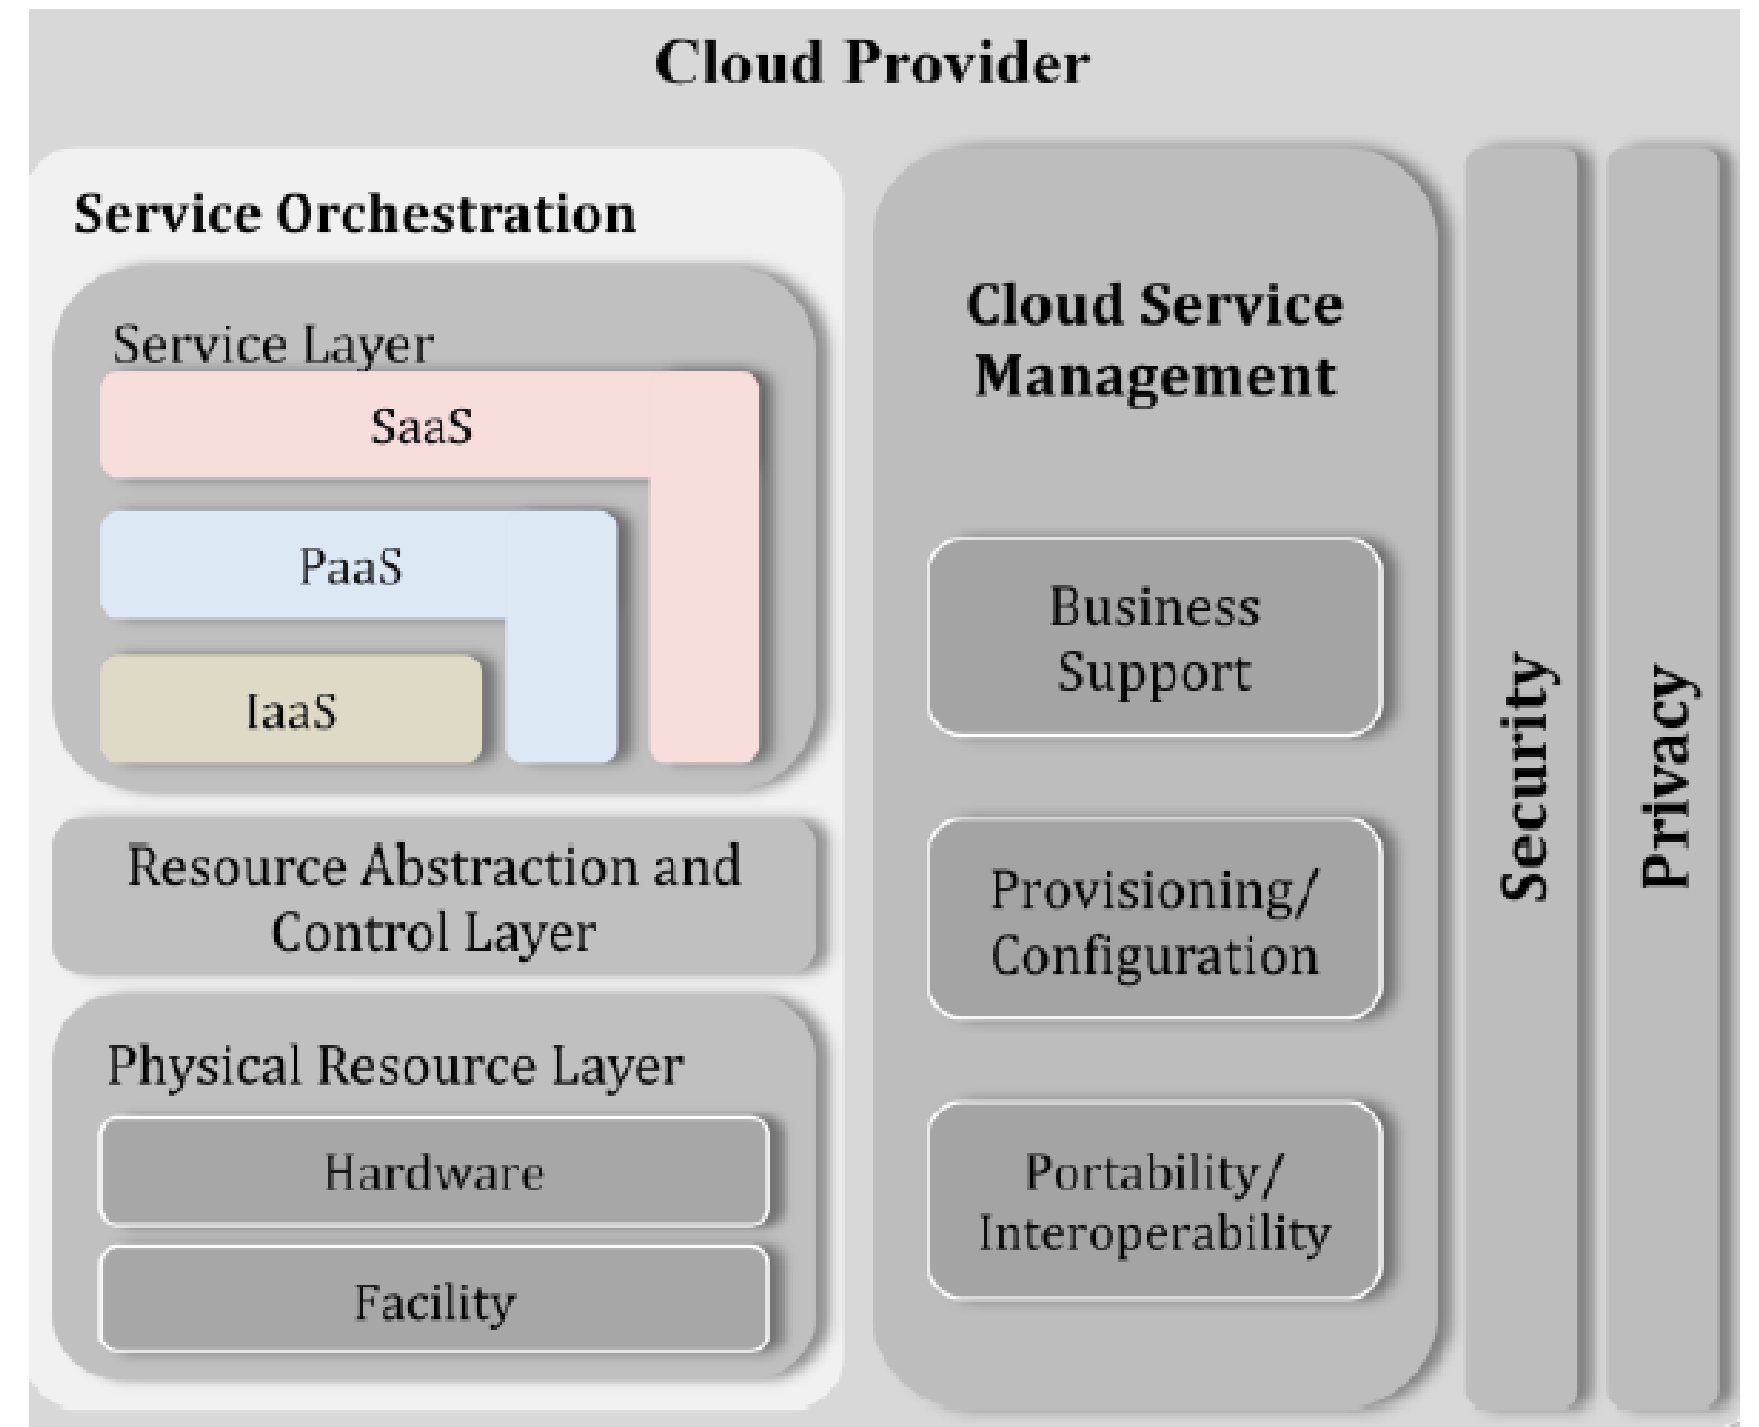 Cloud Provider
Service Orchestration
Service Layer
SaaS
PaaS
IaaS
Resource Abstraction and
Control Layer
Physical Resource Layer
Hardware
Facility
Cloud Service
Management
Business
Support
Provisioning/
Configuration
Portability/
Interoperability
Security
Privacy